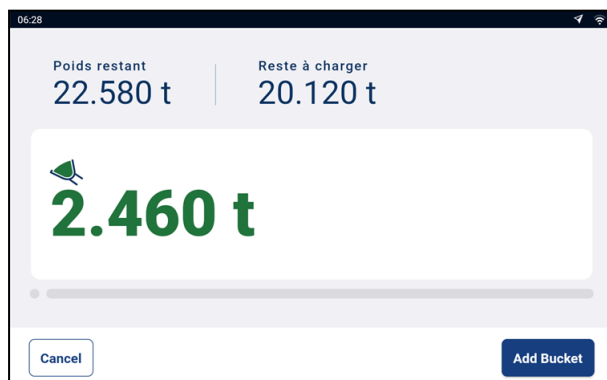 06:28
Poids restant
22.580 t
Reste à charger
20.120 t
2.460 t
Cancel
Add Bucket